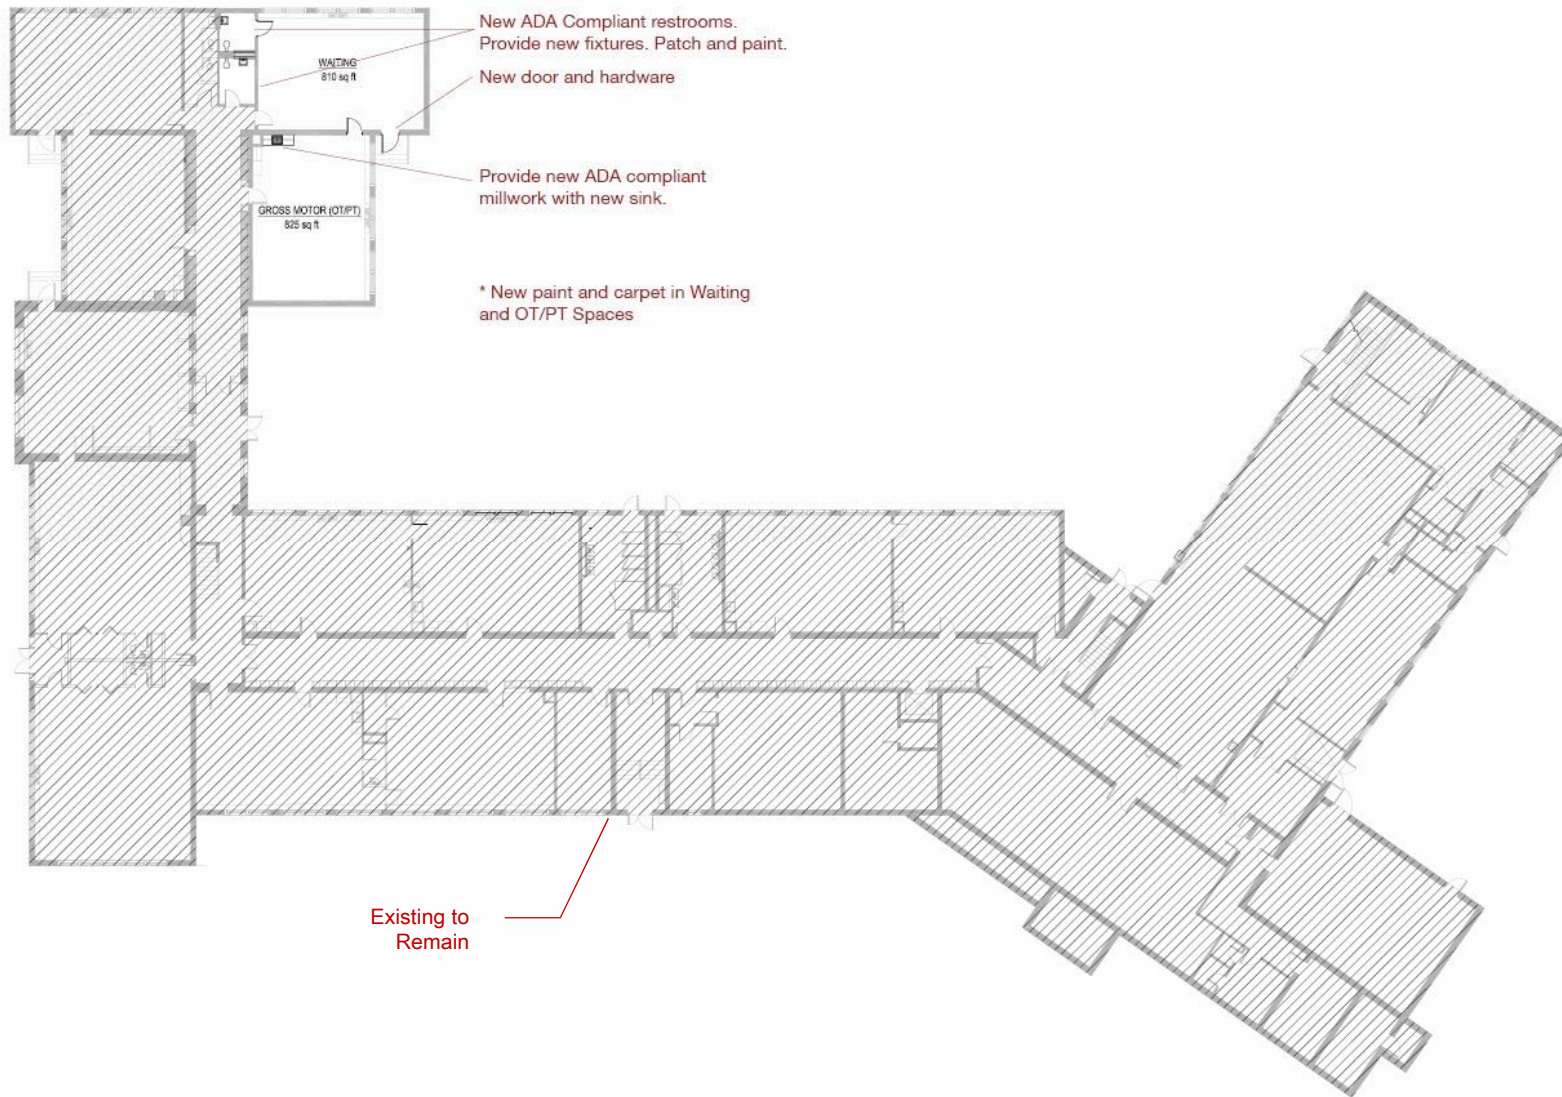 New ADA Compliant restrooms.
Provide new fixtures. Patch and paint.
WAITING
810 sq ft
New door and hardware
Provide new ADA compliant
millwork with new sink.
GROSS MOTOR (OT/PT)
825 sq ft
* New paint and carpet in Waiting
and OT/PT Spaces
Existing to
Remain